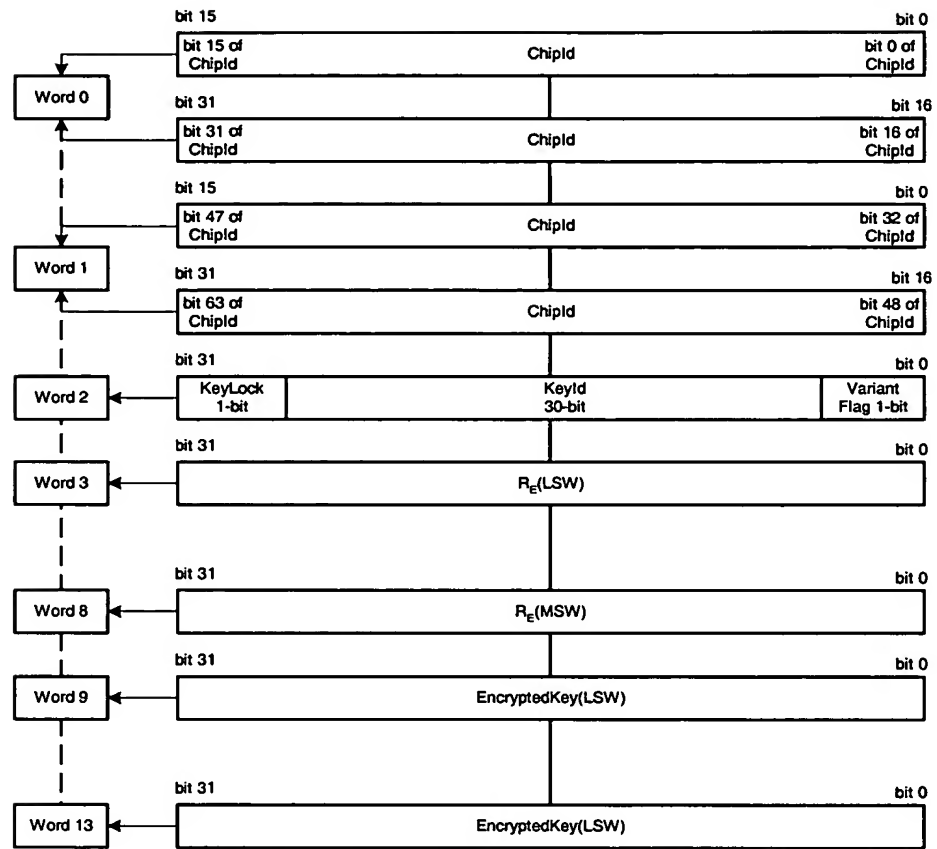 bit 15 bit 0
bit 15 of ChipId ChipId bit 0 of ChipId
Word 0
bit 31 bit 16
bit 31 of ChipId ChipId bit 16 of ChipId
bit 15 bit 0
bit 47 of ChipId ChipId bit 32 of ChipId
Word 1
bit 31 bit 16
bit 63 of ChipId ChipId bit 48 of ChipId
bit 31 bit 0
Word 2
KeyLock 1-bit KeyId 30-bit Variant Flag 1-bit
bit 31 bit 0
Word 3 RE(LSW)
bit 31 bit 0
Word 8 RE(MSW)
bit 31 bit 0
Word 9 EncryptedKey(LSW)
bit 31 bit 0
Word 13 EncryptedKey(LSW)